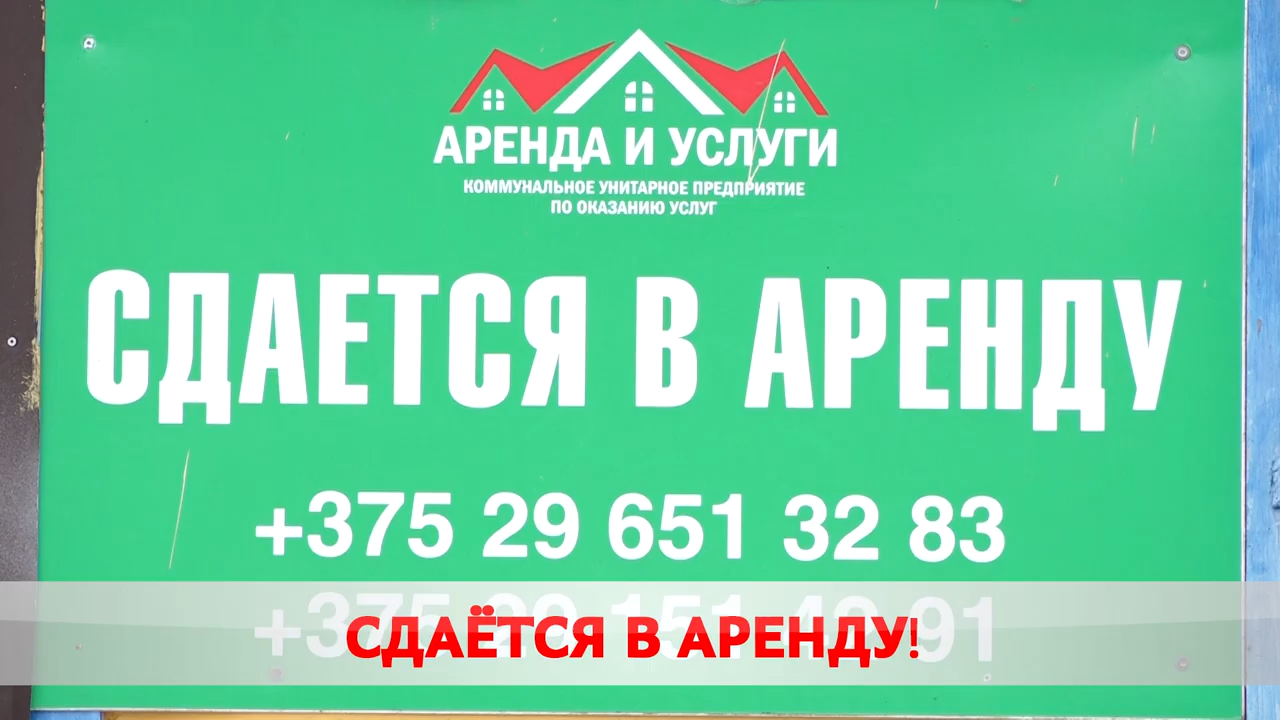 АРЕНДА И УСЛУГИ
КОММУНАЛЬНОЕ УНИТАРНОЕ ПРЕДПРИЯТИЕ
ПО ОКАЗАНИЮ УСЛУГ
СДАЕТСЯ В АРЕНДУ
+375 29 651 32 83
СДАЁТСЯ В АРЕНДУ!